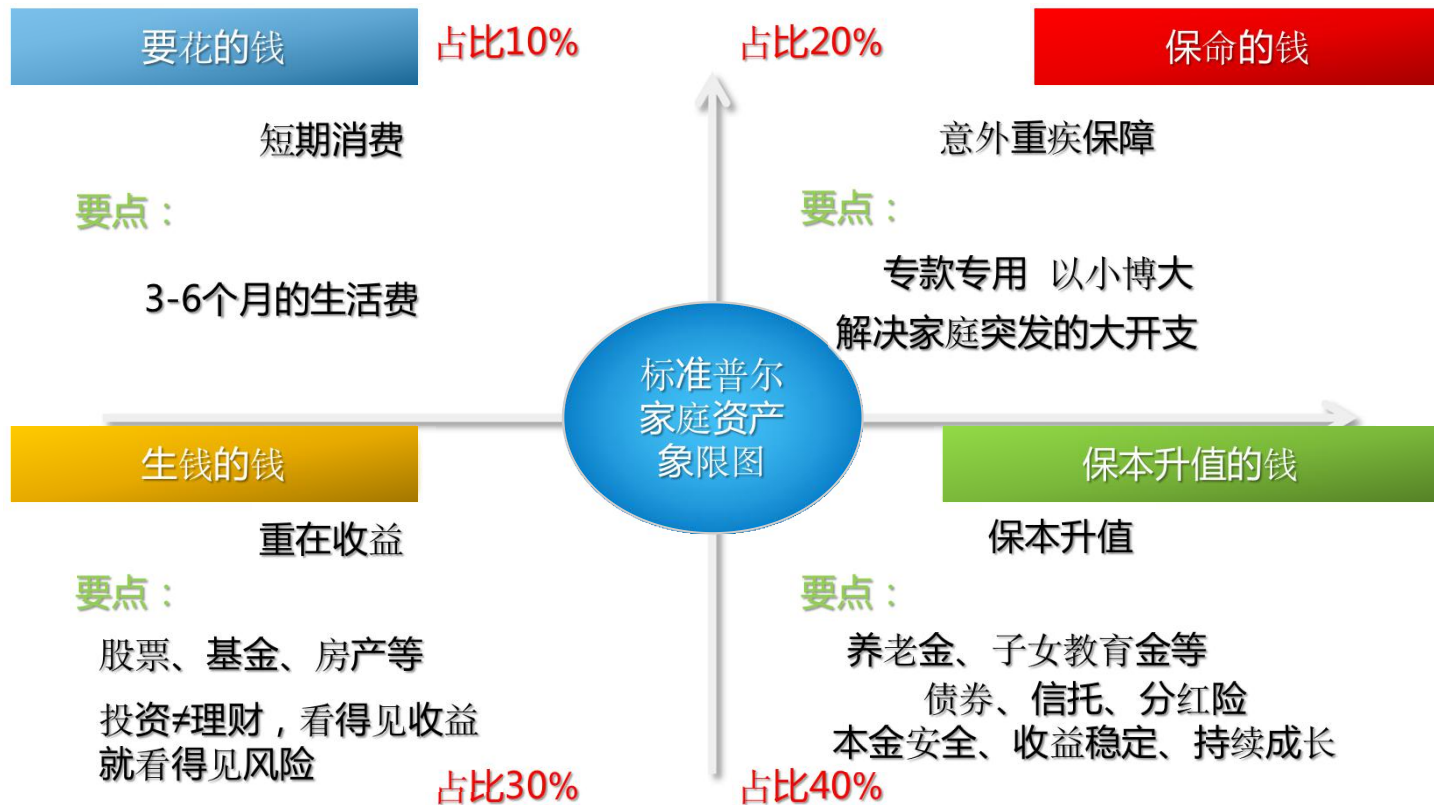 要花的钱
占比10%
短期消费
要点：
3-6个月的生活费
占比20%
保命的钱
意外重疾保障
要点：
专款专用 以小博大
解决家庭突发的大开支
标准普尔
家庭资产
象限图
生钱的钱
重在收益
要点：
股票、基金、房产等
投资≠理财，看得见收益
就看得见风险
占比30%
保本升值的钱
保本升值
要点：
养老金、子女教育金等
债券、信托、分红险
本金安全、收益稳定、持续成长
占比40%